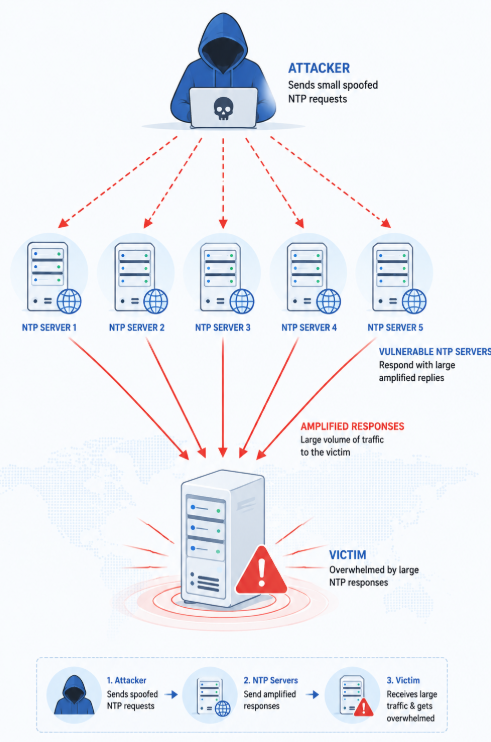 ATTACKER
Sends small spoofed
NTP requests
NTP SERVER 1
NTP SERVER 2
NTP SERVER 3
NTP SERVER 4
NTP SERVER 5
VULNERABLE NTP SERVERS
Respond with large
amplified replies
AMPLIFIED RESPONSES
Large volume of traffic
to the victim
VICTIM
Overwhelmed by large
NTP responses
1. Attacker
Sends spoofed
NTP requests
2. NTP Servers
Send amplified
responses
3. Victim
Receives large
traffic & gets
overwhelmed